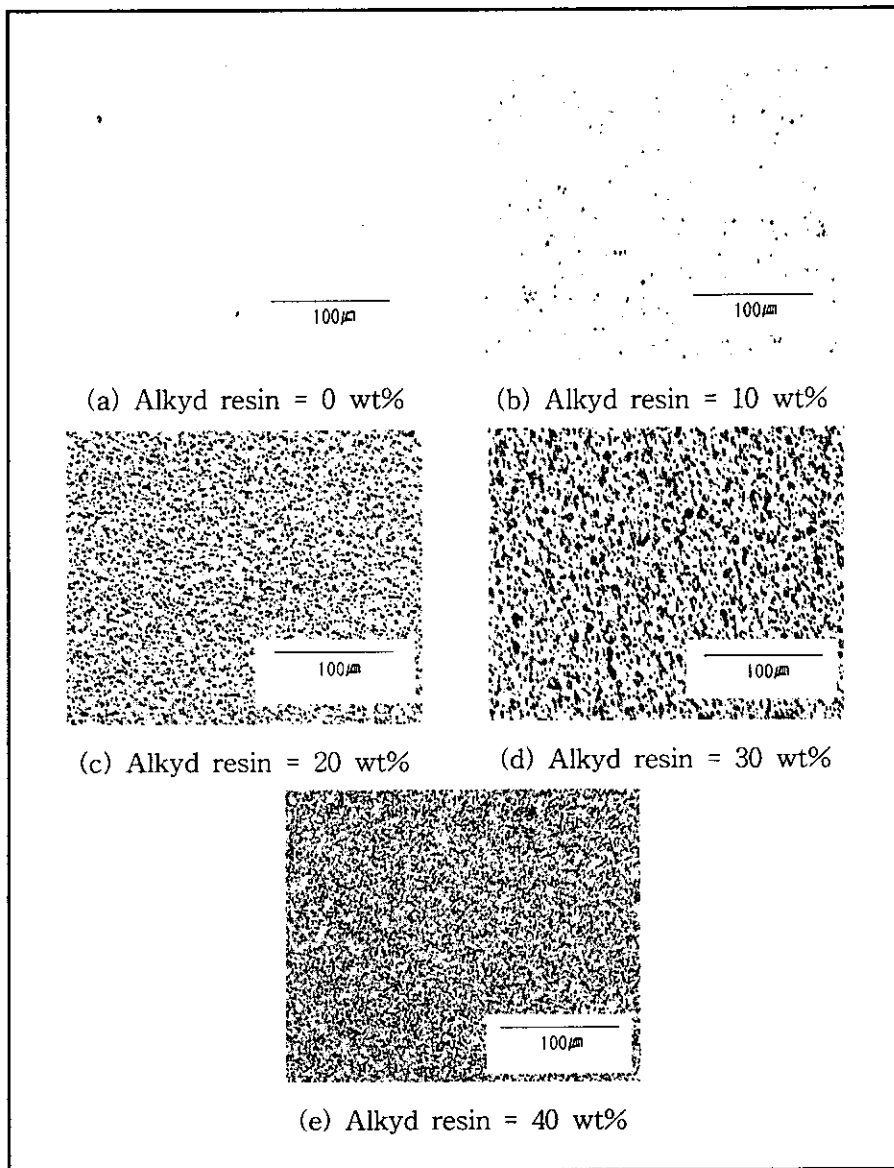 100㎛
100㎛
(a) Alkyd resin = 0 wt%
(b) Alkyd resin = 10 wt%
100㎛
100㎛
(c) Alkyd resin = 20 wt%
(d) Alkyd resin = 30 wt%
100㎛
(e) Alkyd resin = 40 wt%